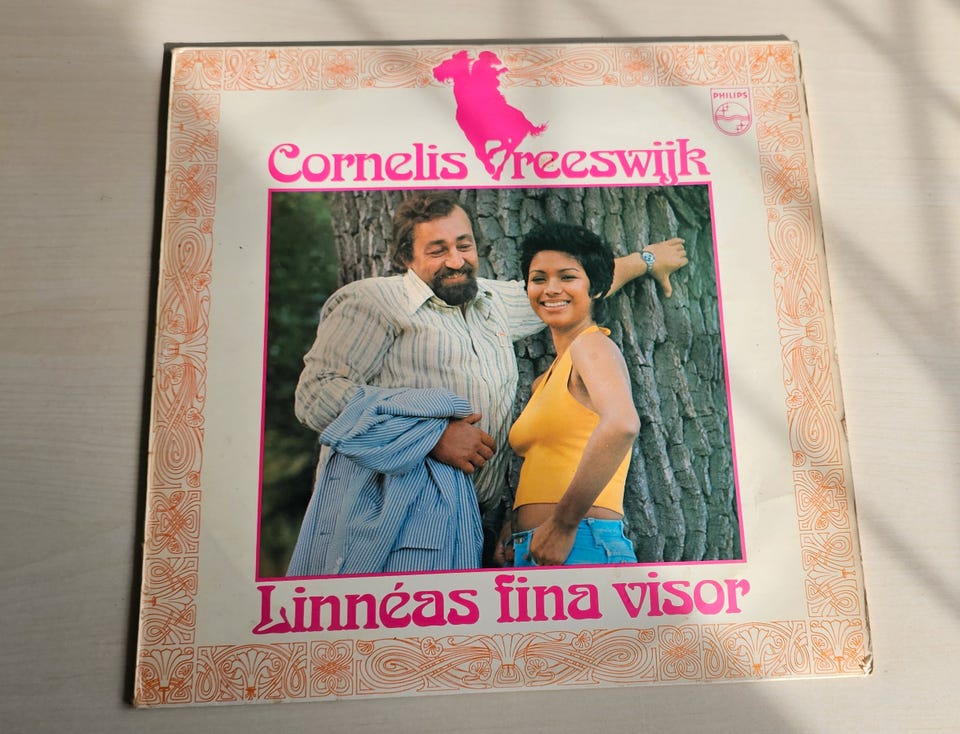 PHILIPS
Cornelis Vreeswijk
Linnéas fina visor